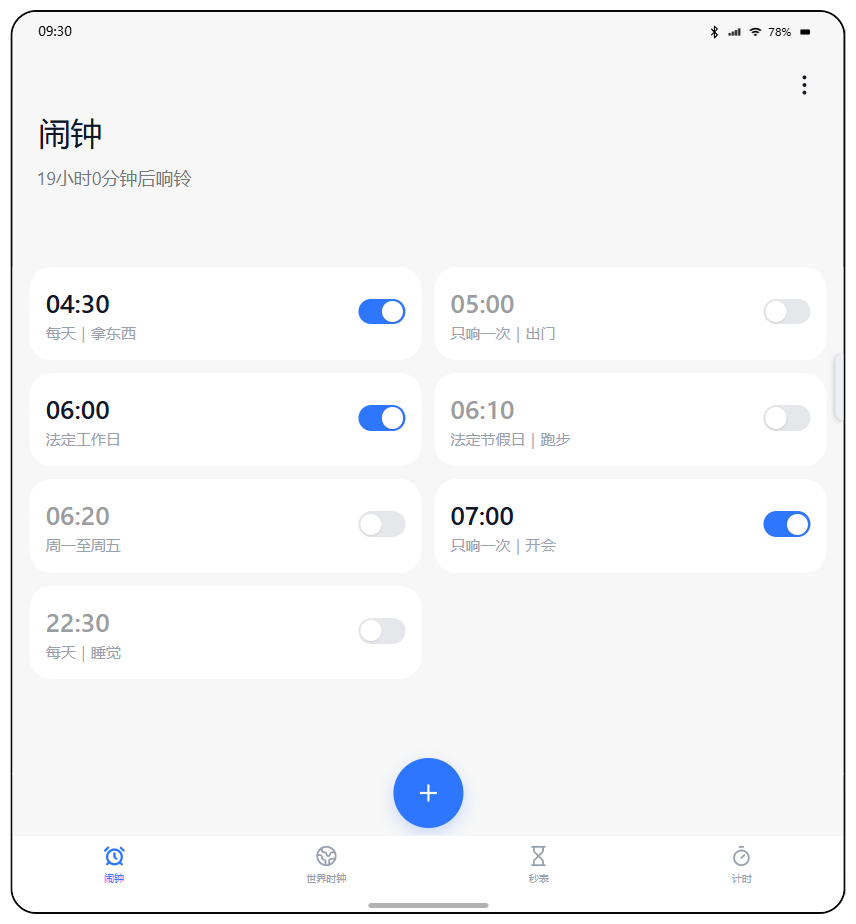 09:30
78%
闹钟
19小时0分钟后响铃
04:30
每天 | 拿东西
05:00
只响一次 | 出门
06:00
法定工作日
06:10
法定节假日 | 跑步
06:20
周一至周五
07:00
只响一次 | 开会
22:30
每天 | 睡觉
闹钟
世界时钟
秒表
计时